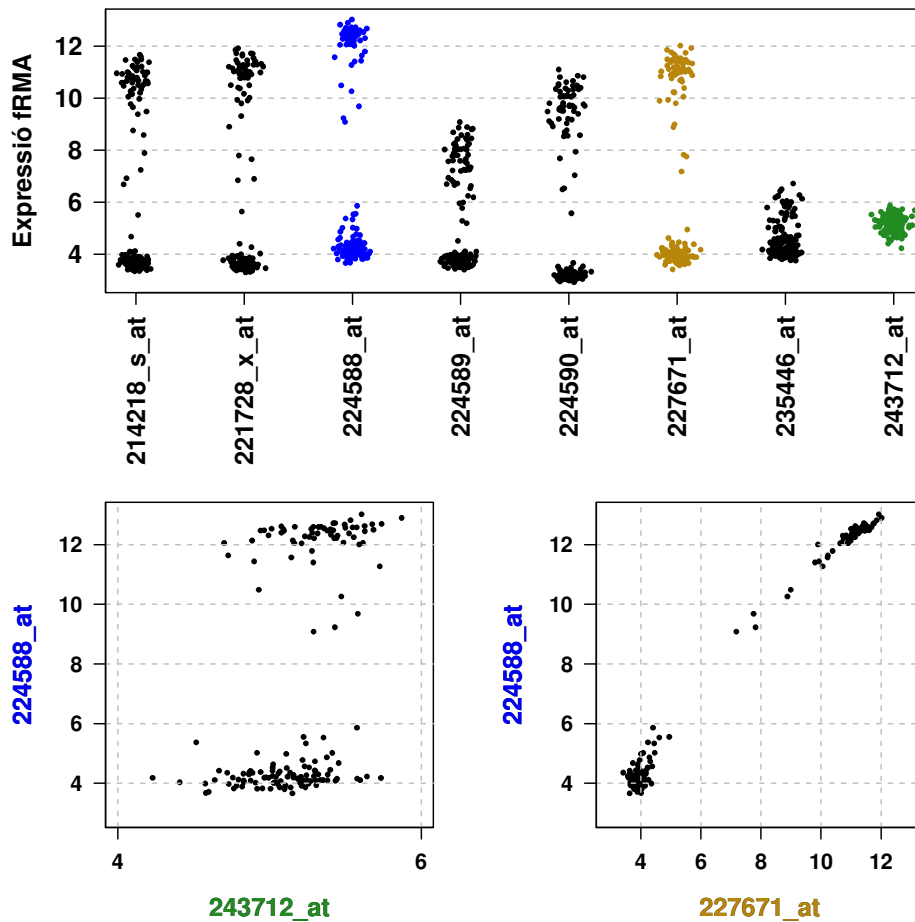 Expressió fRMA
12
10
8
6
4
214218_s_at
221728_x_at
224588_at
224589_at
224590_at
227671_at
235446_at
243712_at
224588_at
12
10
8
6
4
4
6
243712_at
224588_at
12
10
8
6
4
4
6
8
10
12
227671_at